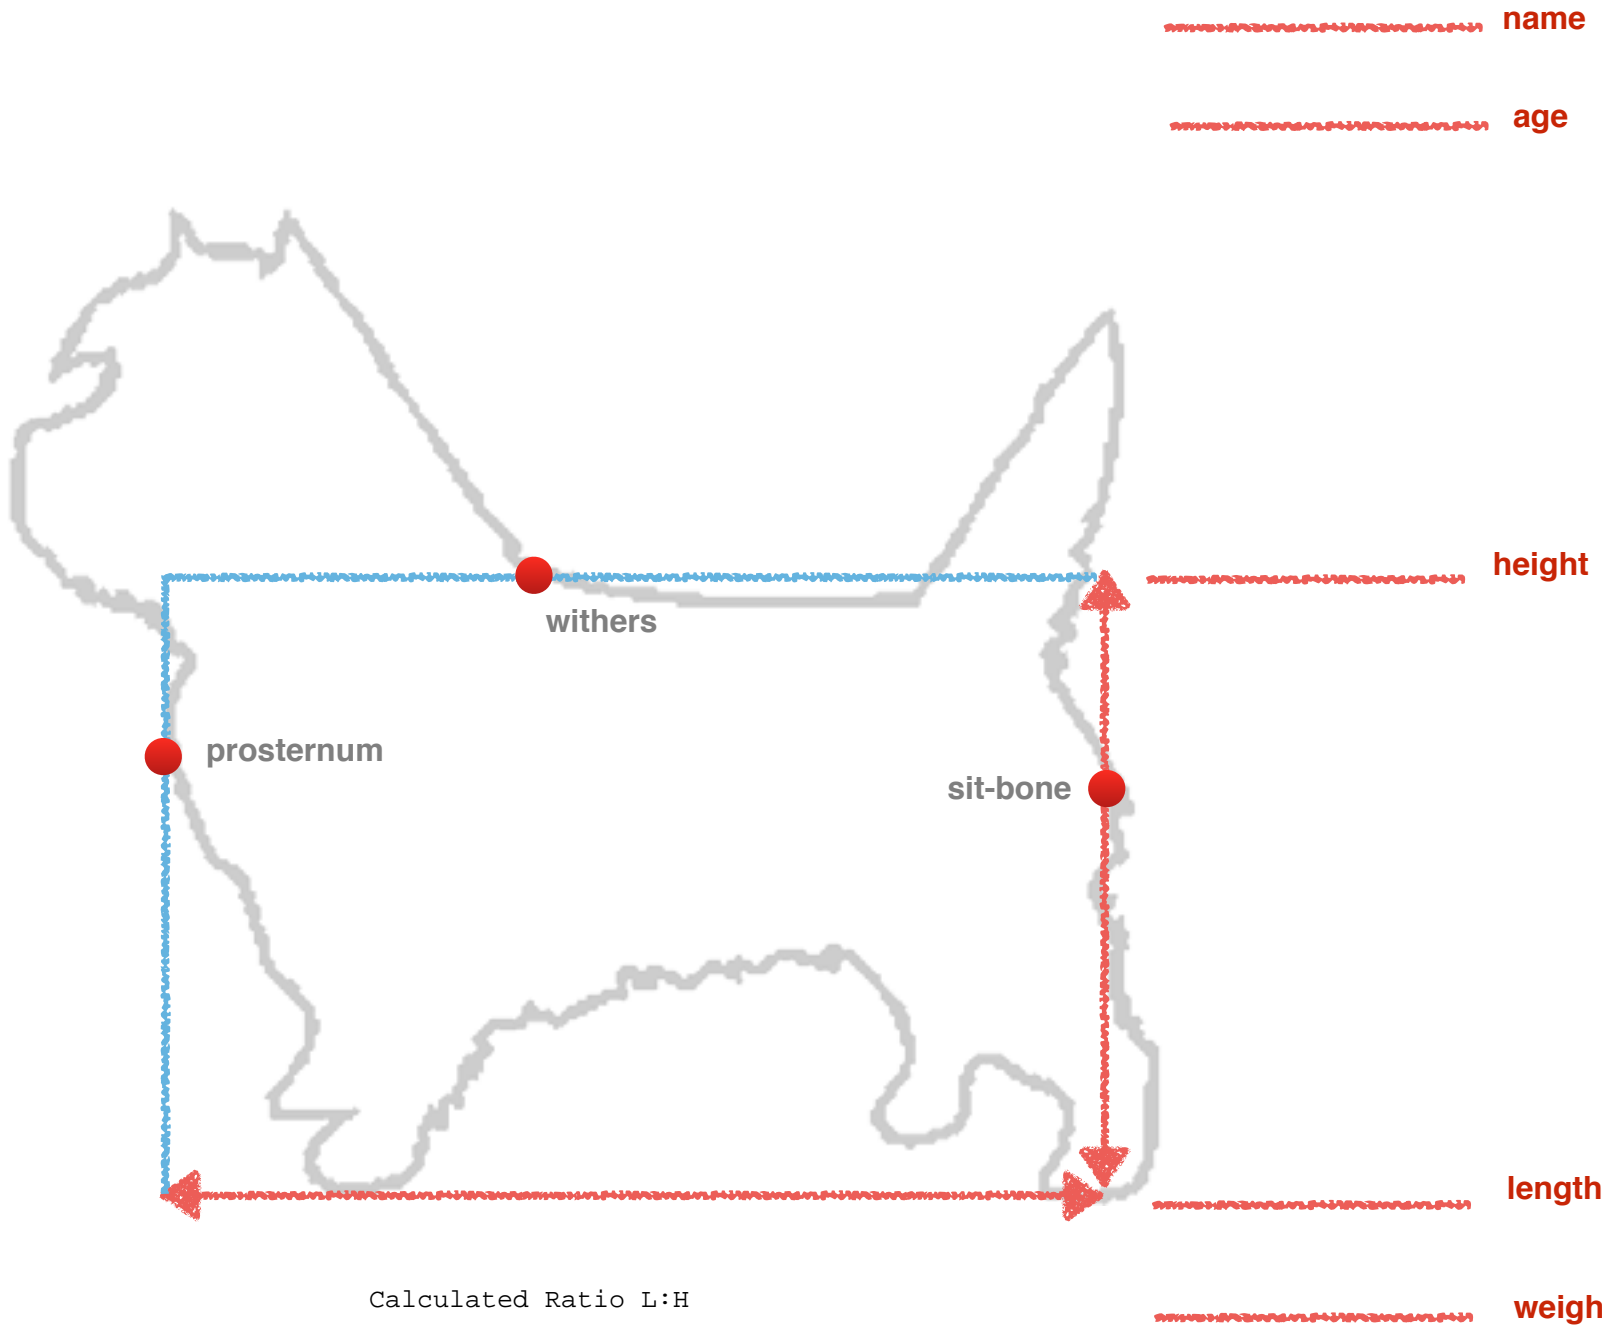 name
age
height
withers
prosternum
sit-bone
length
Calculated Ratio L:H
weigh